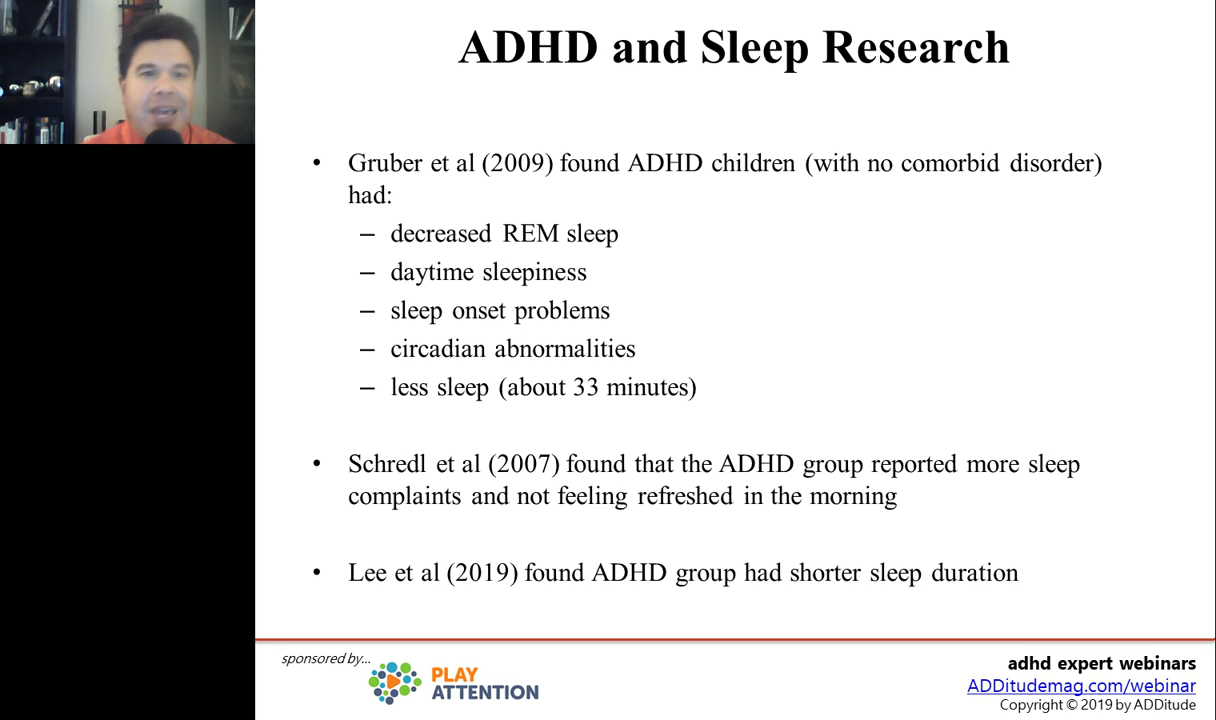 ADHD and Sleep Research
• Gruber et al (2009) found ADHD children (with no comorbid disorder)
had:
– decreased REM sleep
– daytime sleepiness
– sleep onset problems
– circadian abnormalities
– less sleep (about 33 minutes)
• Schredl et al (2007) found that the ADHD group reported more sleep
complaints and not feeling refreshed in the morning
• Lee et al (2019) found ADHD group had shorter sleep duration
sponsored by...
PLAY
ATTENTION
adhd expert webinars
ADDitudemag.com/webinar
Copyright © 2019 by ADDitude